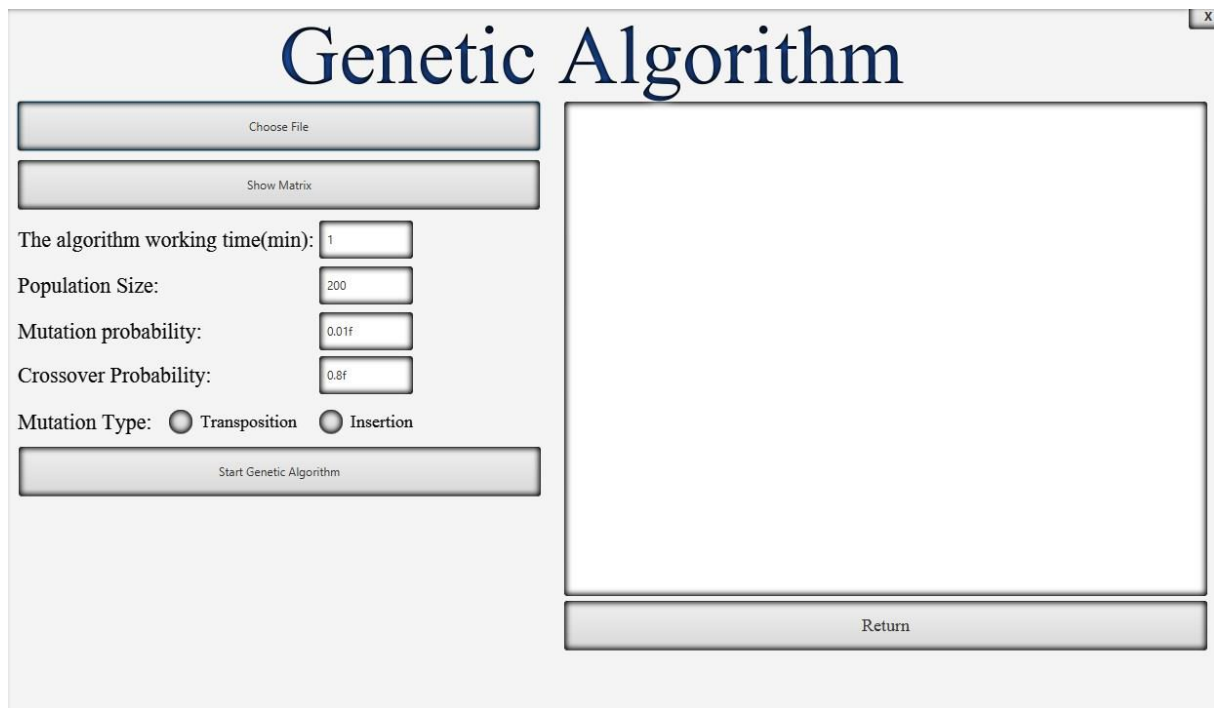 X
Genetic Algorithm
Choose File
Show Matrix
The algorithm working time(min): 1
Population Size: 200
Mutation probability: 0.01f
Crossover Probability: 0.8f
Mutation Type: Transposition Insertion
Start Genetic Algorithm
Return